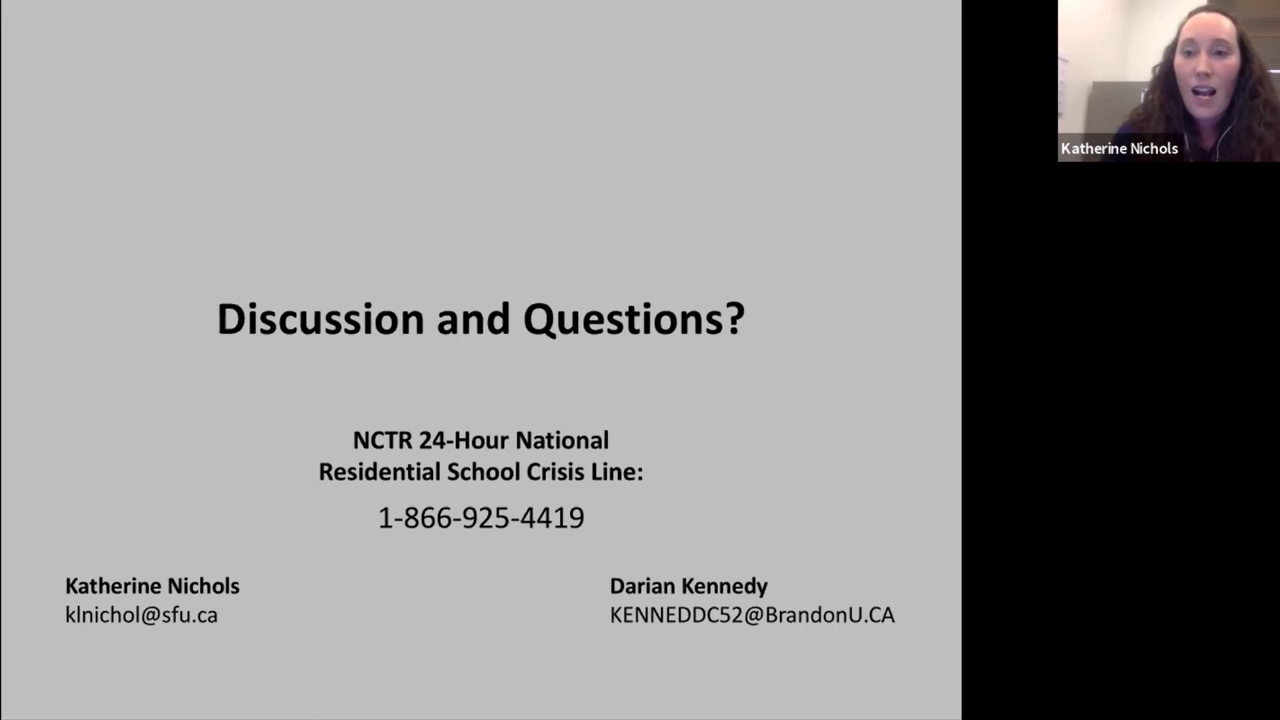 Discussion and Questions?
NCTR 24-Hour National
Residential School Crisis Line:
1-866-925-4419
Katherine Nichols
klnichol@sfu.ca
Darian Kennedy
KENNEDDC52@BrandonU.CA
Katherine Nichols